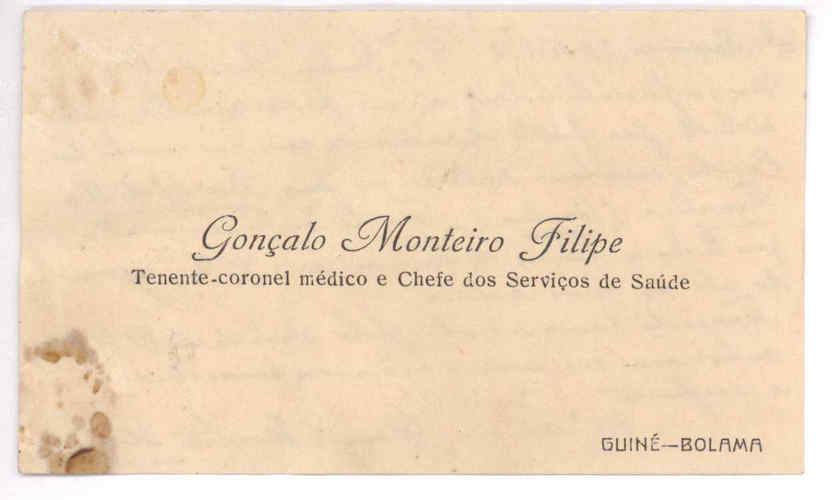 Gonçalo Monteiro Filipe
Tenente-coronel médico e Chefe dos Serviços de Saúde
GUINÉ—BOLAMA